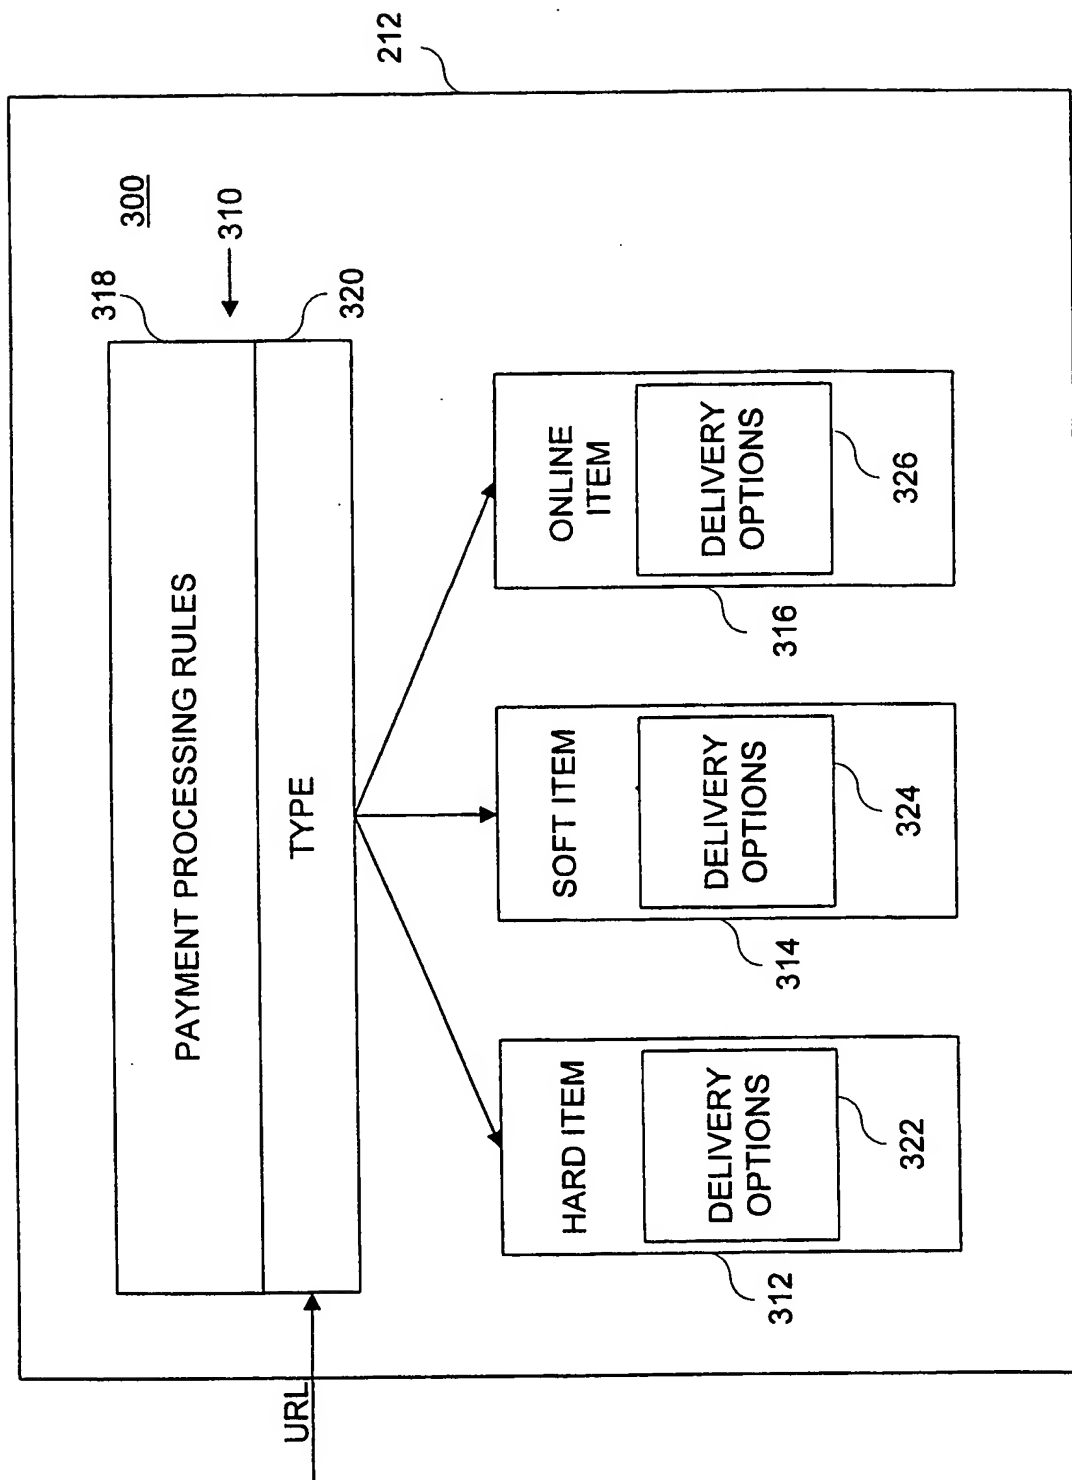 212
300
318
310
320
PAYMENT PROCESSING RULES
TYPE
URL
HARD ITEM
DELIVERY
OPTIONS
322
312
SOFT ITEM
DELIVERY
OPTIONS
324
314
ONLINE
ITEM
DELIVERY
OPTIONS
326
316